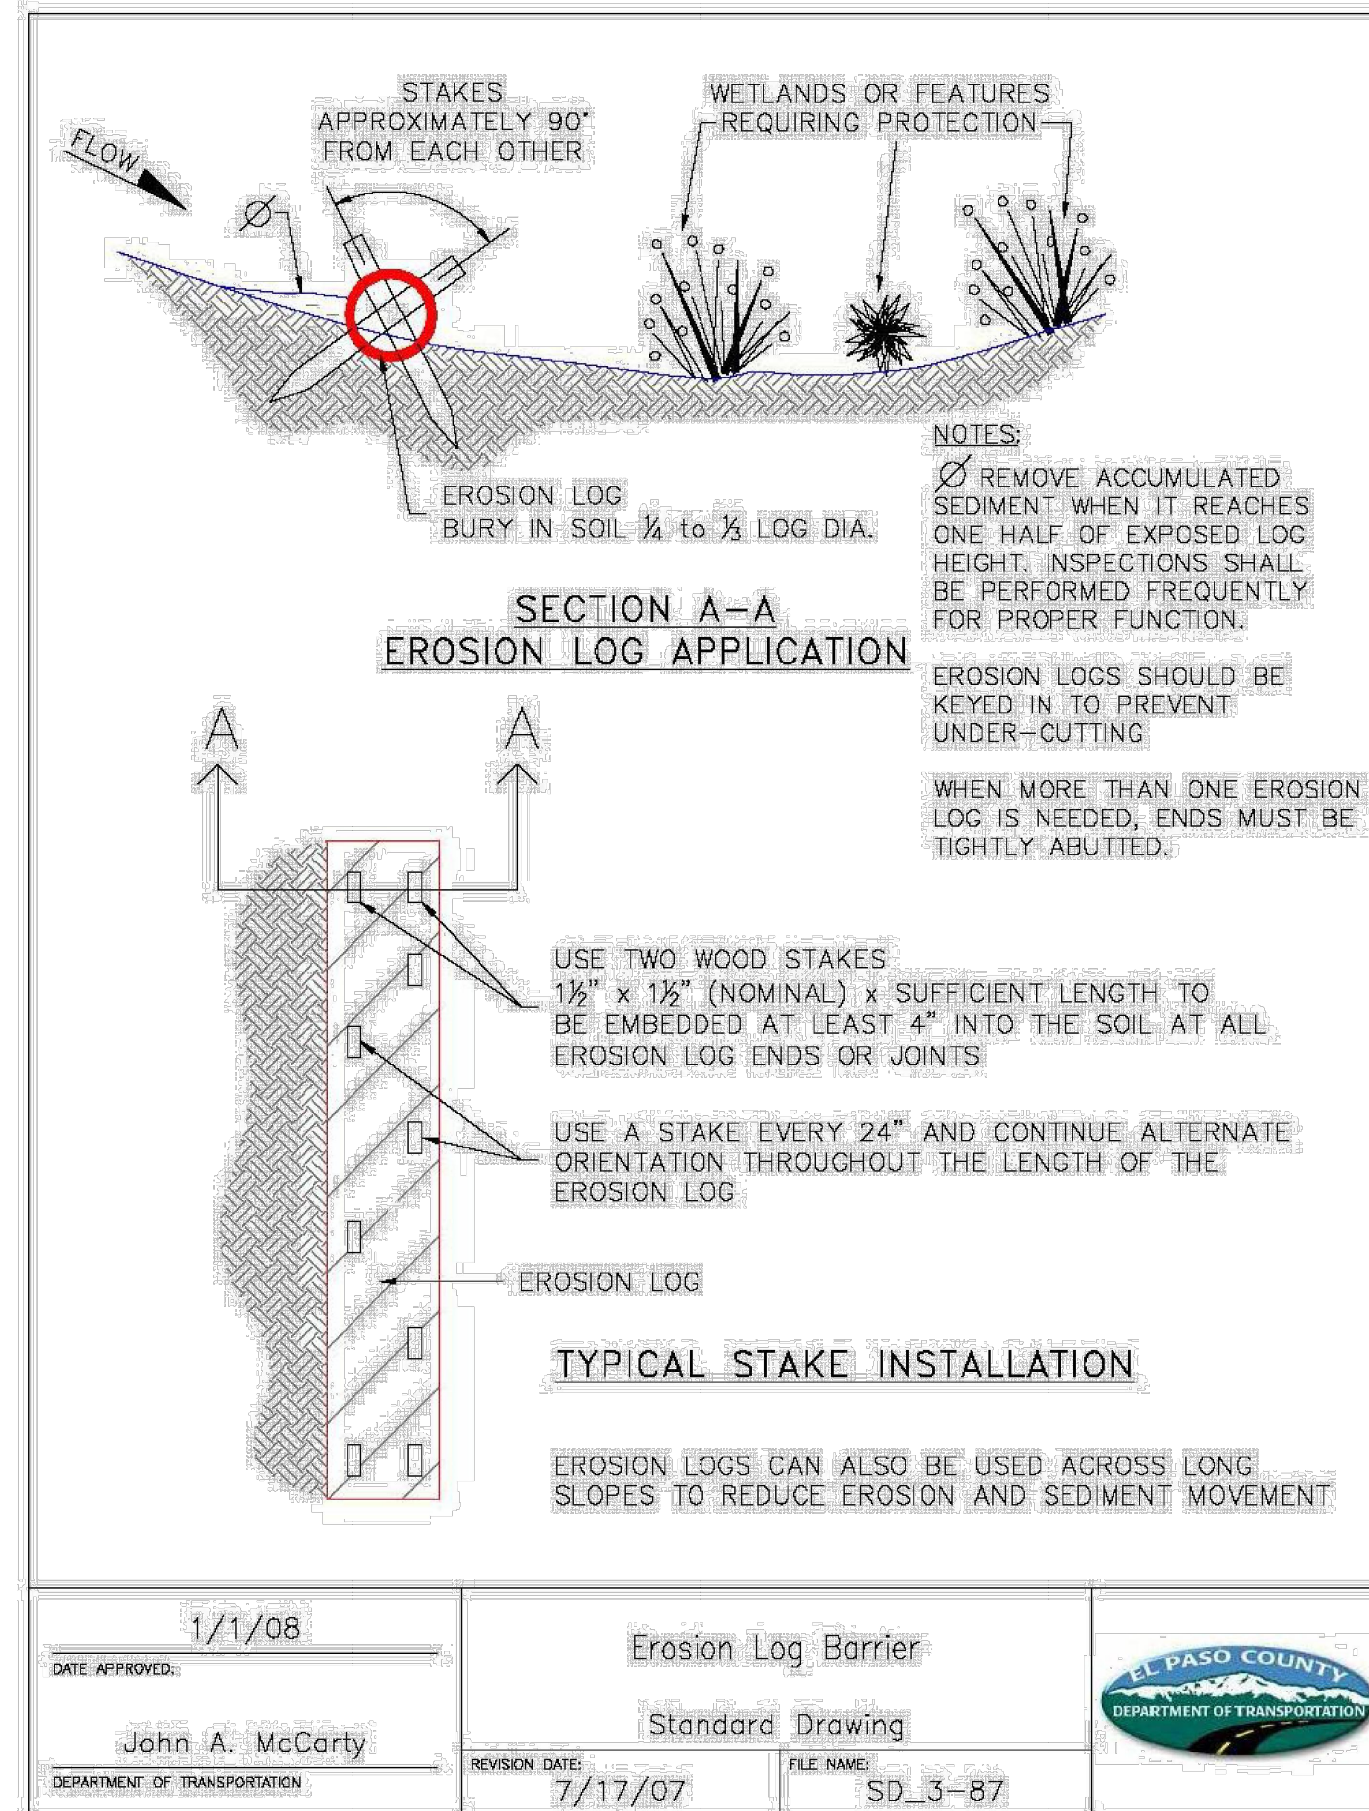 STAKES
APPROXIMATELY 90°
FROM EACH OTHER
WETLANDS OR FEATURES
REQUIRING PROTECTION
FLOW
Ø
EROSION LOG
BURY IN SOIL ¼ to ⅓ LOG DIA.
SECTION A-A
EROSION LOG APPLICATION
NOTES:
Ø REMOVE ACCUMULATED
SEDIMENT WHEN IT REACHES
ONE HALF OF EXPOSED LOG
HEIGHT. NSPECTIONS SHALL
BE PERFORMED FREQUENTLY
FOR PROPER FUNCTION.
EROSION LOGS SHOULD BE
KEYED IN TO PREVENT
UNDER-CUTTING
WHEN MORE THAN ONE EROSION
LOG IS NEEDED, ENDS MUST BE
TIGHTLY ABUTTED.
A
A
USE TWO WOOD STAKES
1½" x 1½" (NOMINAL) x SUFFICIENT LENGTH TO
BE EMBEDDED AT LEAST 4" INTO THE SOIL AT ALL
EROSION LOG ENDS OR JOINTS
USE A STAKE EVERY 24" AND CONTINUE ALTERNATE
ORIENTATION THROUGHOUT THE LENGTH OF THE
EROSION LOG
EROSION LOG
TYPICAL STAKE INSTALLATION
EROSION LOGS CAN ALSO BE USED ACROSS LONG
SLOPES TO REDUCE EROSION AND SEDIMENT MOVEMENT
1/1/08
DATE APPROVED:
John A. McCarty
DEPARTMENT OF TRANSPORTATION
Erosion Log Barrier
Standard Drawing
REVISION DATE:
7/17/07
FILE NAME:
SD_3-87
EL PASO COUNTY
DEPARTMENT OF TRANSPORTATION